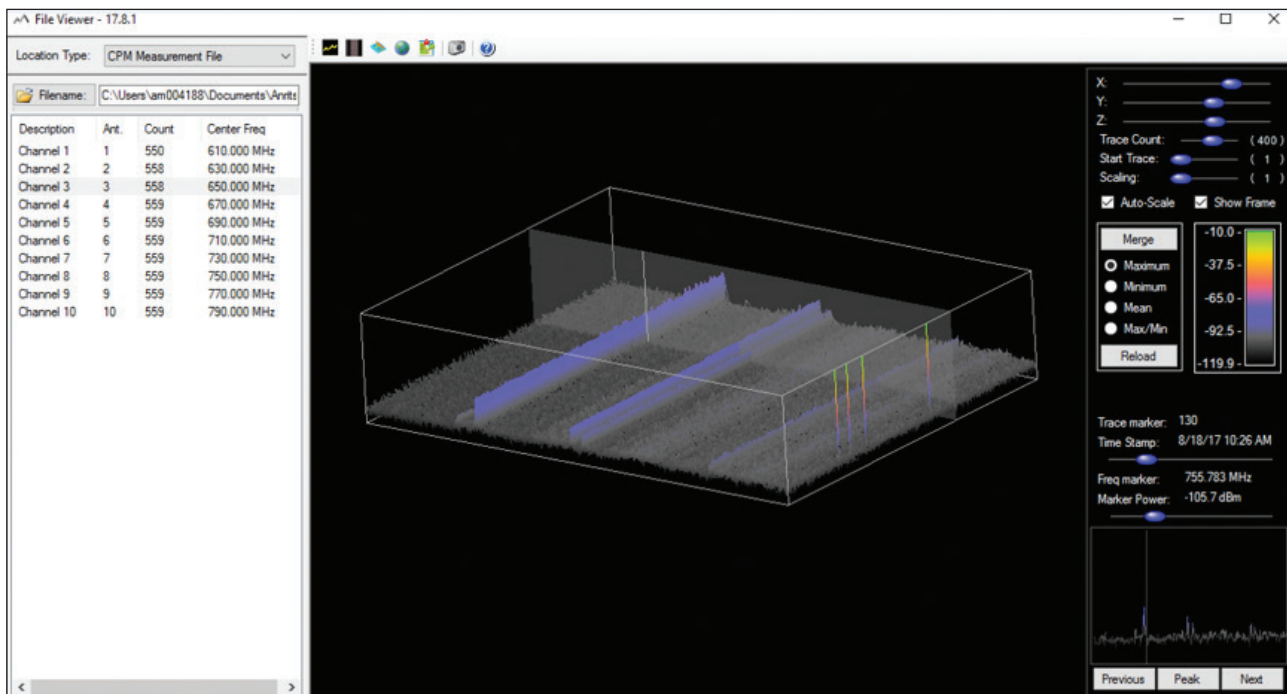 File Viewer - 17.8.1
Location Type: CPM Measurement File
Filename: C:\Users\am004188\Documents\Anrits
Description Ant. Count Center Freq
Channel 1 1 550 610.000 MHz
Channel 2 2 558 630.000 MHz
Channel 3 3 558 650.000 MHz
Channel 4 4 559 670.000 MHz
Channel 5 5 559 690.000 MHz
Channel 6 6 559 710.000 MHz
Channel 7 7 559 730.000 MHz
Channel 8 8 559 750.000 MHz
Channel 9 9 559 770.000 MHz
Channel 10 10 559 790.000 MHz
X:
Y:
Z:
Trace Count: ( 400 )
Start Trace: ( 1 )
Scaling: ( 1 )
Auto-Scale Show Frame
Merge
Maximum
Minimum
Mean
Max/Min
Reload
-10.0 -
-37.5 -
-65.0 -
-92.5 -
-119.9 -
Trace marker: 130
Time Stamp: 8/18/17 10:26 AM
Freq marker: 755.783 MHz
Marker Power: -105.7 dBm
Previous Peak Next